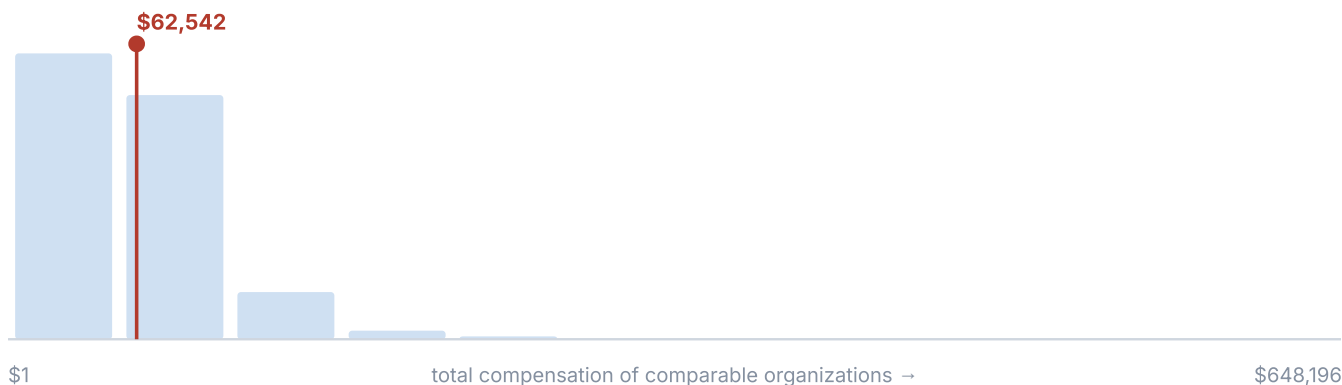 $62,542
$1
total compensation of comparable organizations →
$648,196